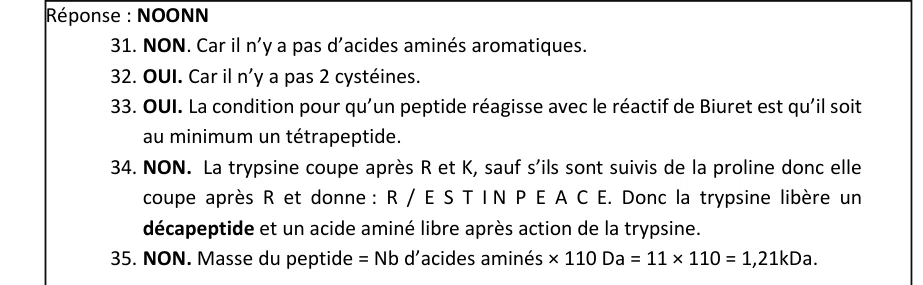 Réponse : NOONN
31. NON. Car il n’y a pas d’acides aminés aromatiques.
32. OUI. Car il n’y a pas 2 cystéines.
33. OUI. La condition pour qu’un peptide réagisse avec le réactif de Biuret est qu’il soit
au minimum un tétrapeptide.
34. NON. La trypsine coupe après R et K, sauf s’ils sont suivis de la proline donc elle
coupe après R et donne : R / E S T I N P E A C E. Donc la trypsine libère un
décapeptide et un acide aminé libre après action de la trypsine.
35. NON. Masse du peptide = Nb d’acides aminés × 110 Da = 11 × 110 = 1,21kDa.